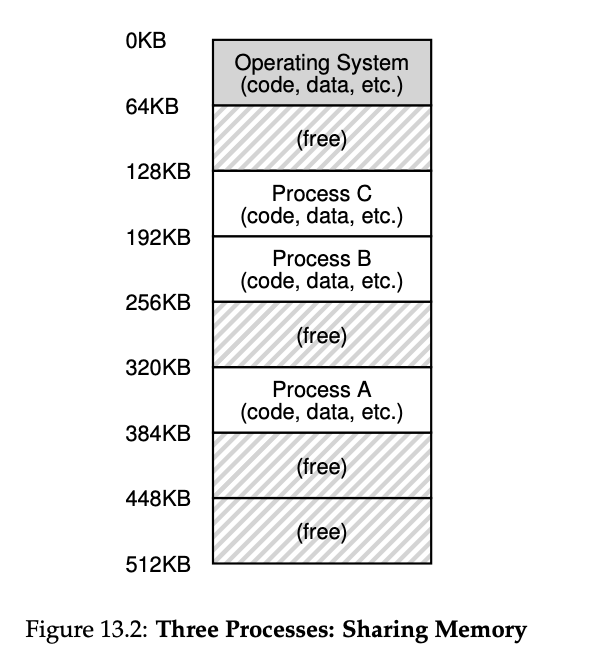 0KB
Operating System
(code, data, etc.)
64KB
(free)
128KB
Process C
(code, data, etc.)
192KB
Process B
(code, data, etc.)
256KB
(free)
320KB
Process A
(code, data, etc.)
384KB
(free)
448KB
(free)
512KB
Figure 13.2: Three Processes: Sharing Memory